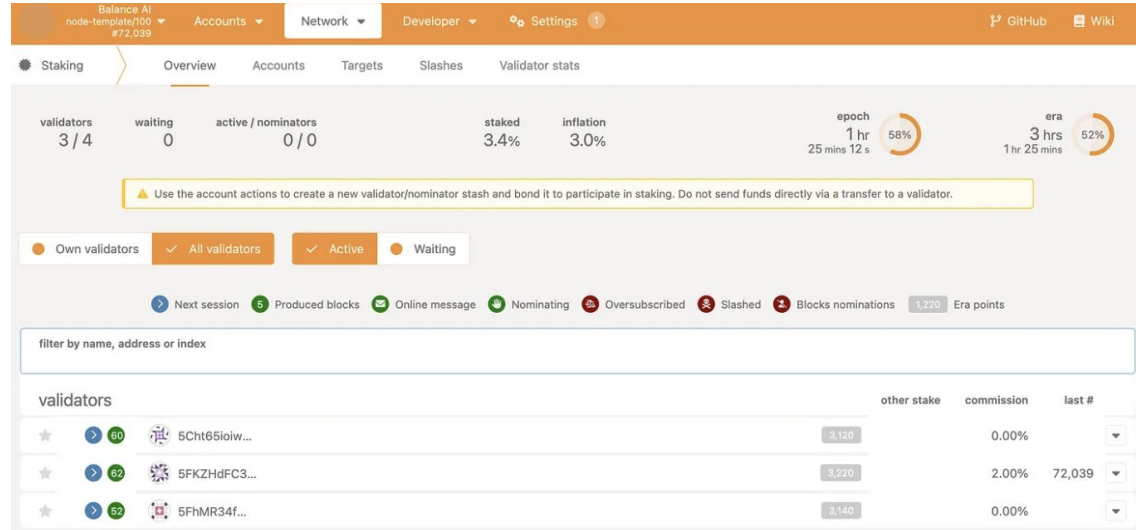 Balance AI
node-template/100
#72,039
Accounts
Network
Developer
Settings 1
GitHub
Wiki
Staking
Overview
Accounts
Targets
Slashes
Validator stats
validators
3 / 4
waiting
0
active / nominators
0 / 0
staked
3.4%
inflation
3.0%
epoch
1 hr
25 mins 12 s
58%
era
3 hrs
1 hr 25 mins
52%
Use the account actions to create a new validator/nominator stash and bond it to participate in staking. Do not send funds directly via a transfer to a validator.
Own validators
All validators
Active
Waiting
Next session
5 Produced blocks
Online message
Nominating
Oversubscribed
Slashed
Blocks nominations
1,220 Era points
filter by name, address or index
validators other stake commission last #
60 5Cht65ioiw... 3,120 0.00%
62 5FKZHdFC3... 3,220 2.00% 72,039
52 5FhMR34f... 3,140 0.00%